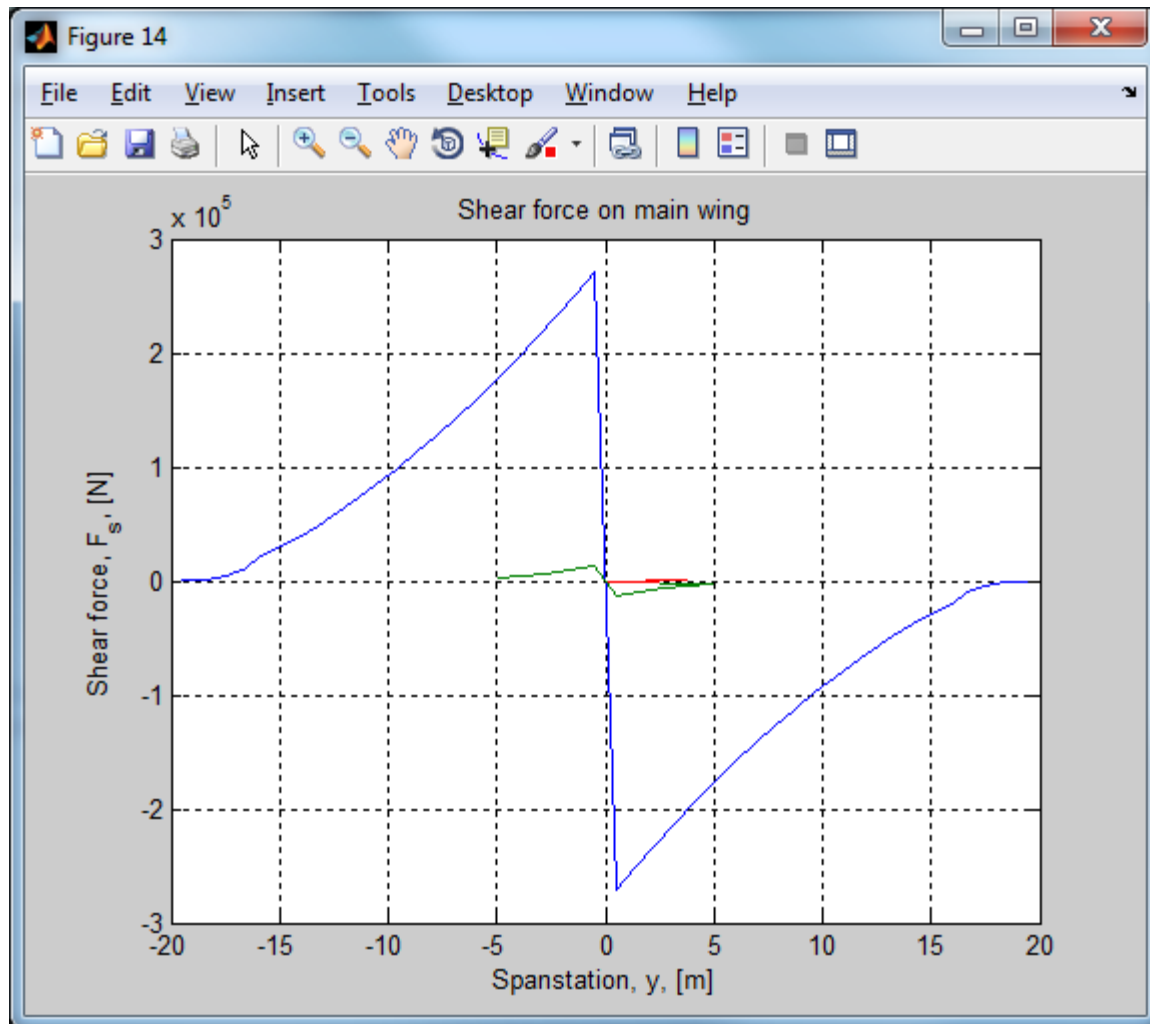 Figure 14
File Edit View Insert Tools Desktop Window Help
x 10^5
Shear force on main wing
3
2
1
0
-1
-2
-3
Shear force, F_s, [N]
-20 -15 -10 -5 0 5 10 15 20
Spanstation, y, [m]